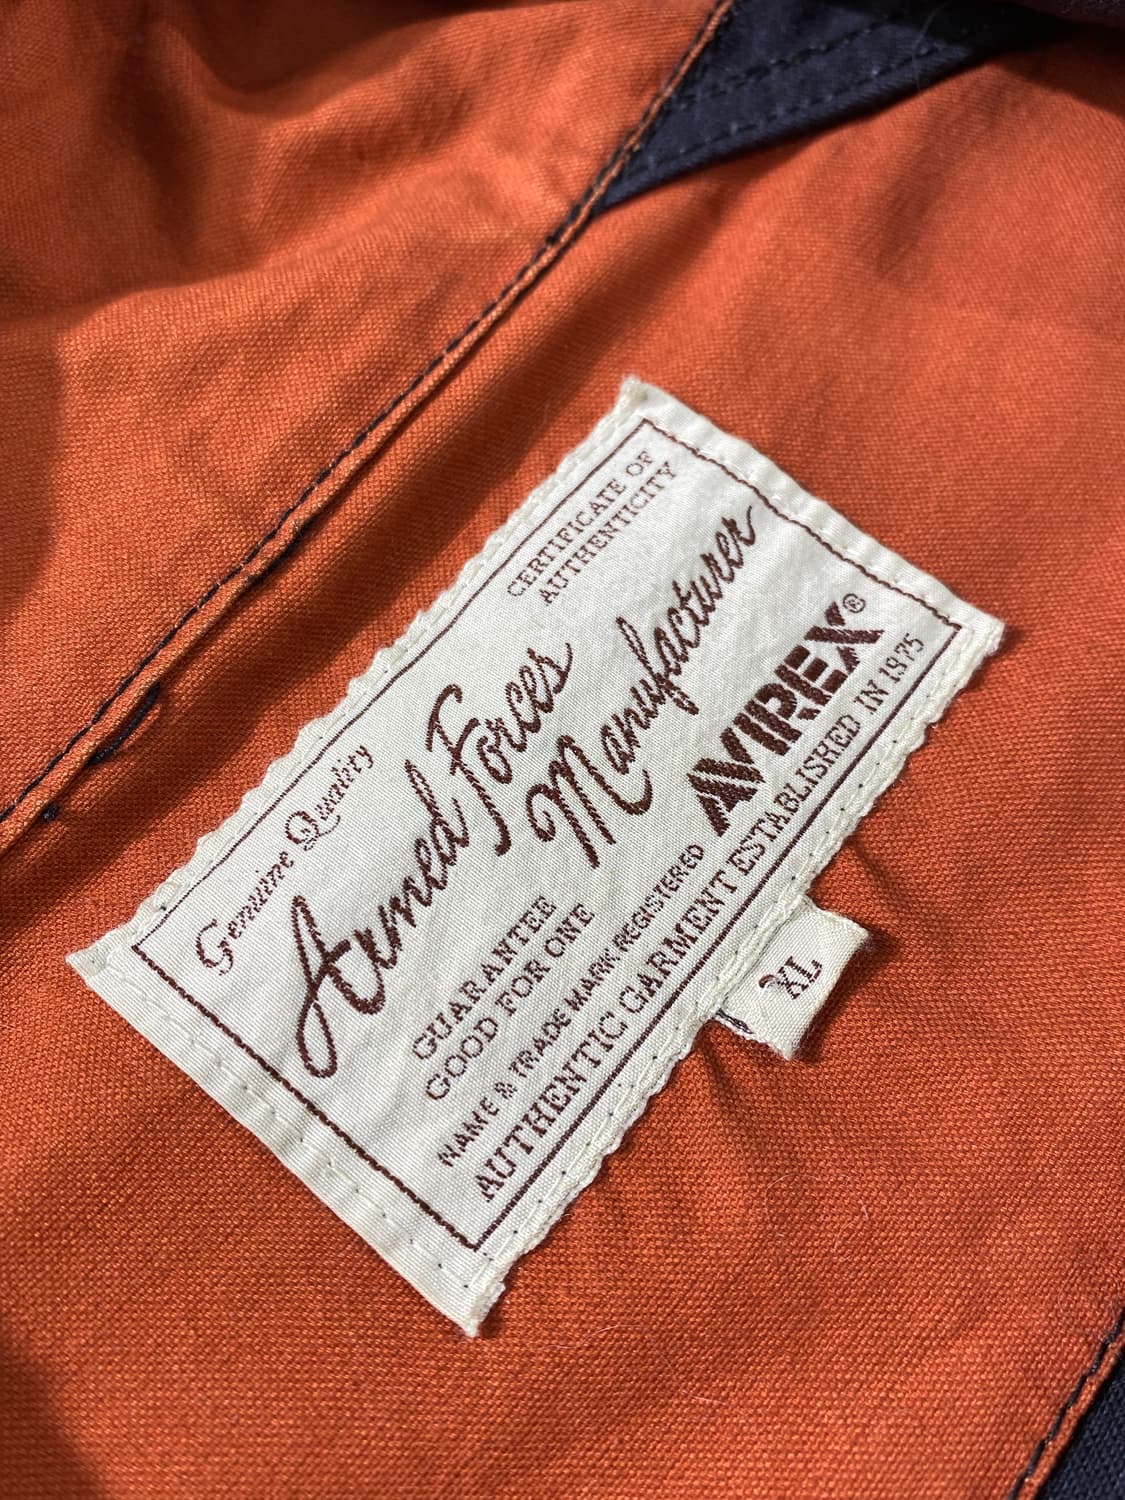 CERTIFICATE OF
AUTHENTICITY
Genuine Quality
Armed Forces
Manufacturer
GUARANTEE
GOOD FOR ONE
AVIREX®
NAME & TRADE MARK REGISTERED
AUTHENTIC GARMENT ESTABLISHED IN 1975
XL